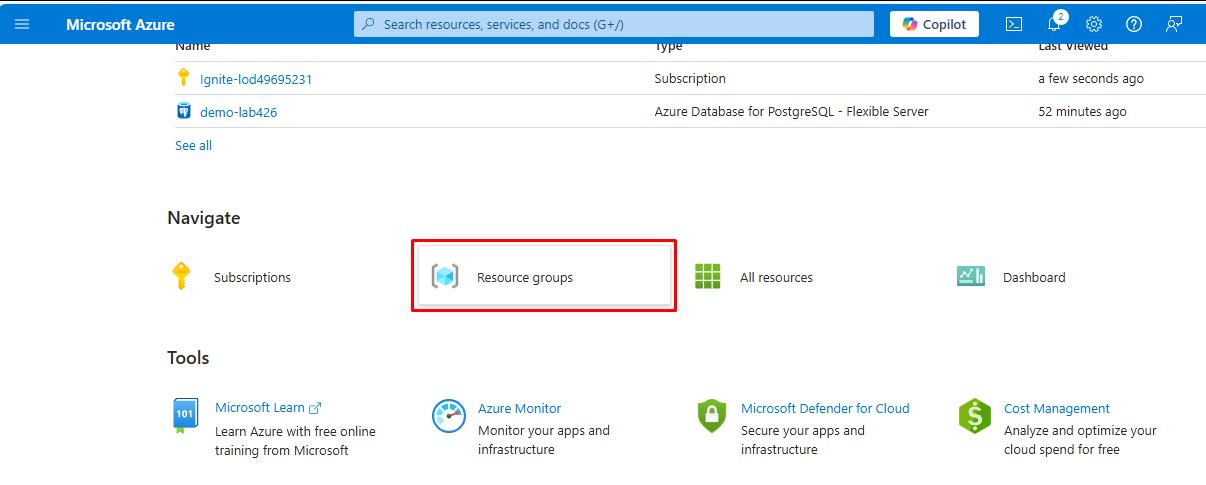 Microsoft Azure
Search resources, services, and docs (G+/)
Copilot
2
Name Type Last Viewed
Ignite-lod49695231 Subscription a few seconds ago
demo-lab426 Azure Database for PostgreSQL - Flexible Server 52 minutes ago
See all
Navigate
Subscriptions
Resource groups
All resources
Dashboard
Tools
101
Microsoft Learn
Learn Azure with free online
training from Microsoft
Azure Monitor
Monitor your apps and
infrastructure
Microsoft Defender for Cloud
Secure your apps and
infrastructure
$
Cost Management
Analyze and optimize your
cloud spend for free